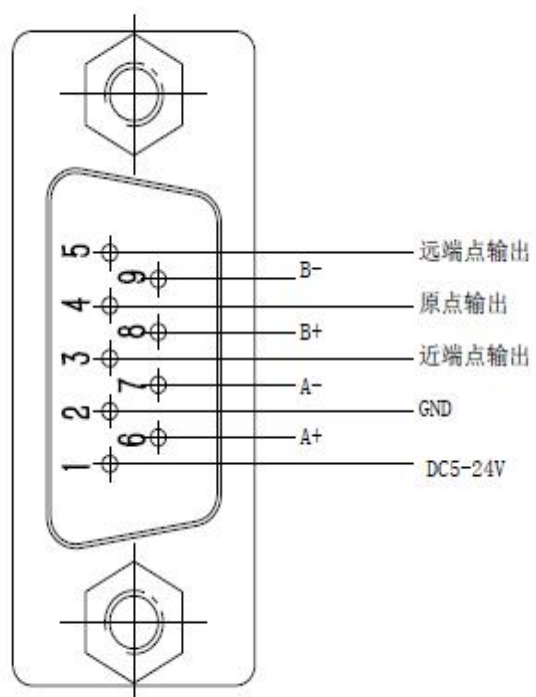 5 远端点输出
9 B-
4 原点输出
8 B+
3 近端点输出
7 A-
2 GND
6 A+
1 DC5-24V